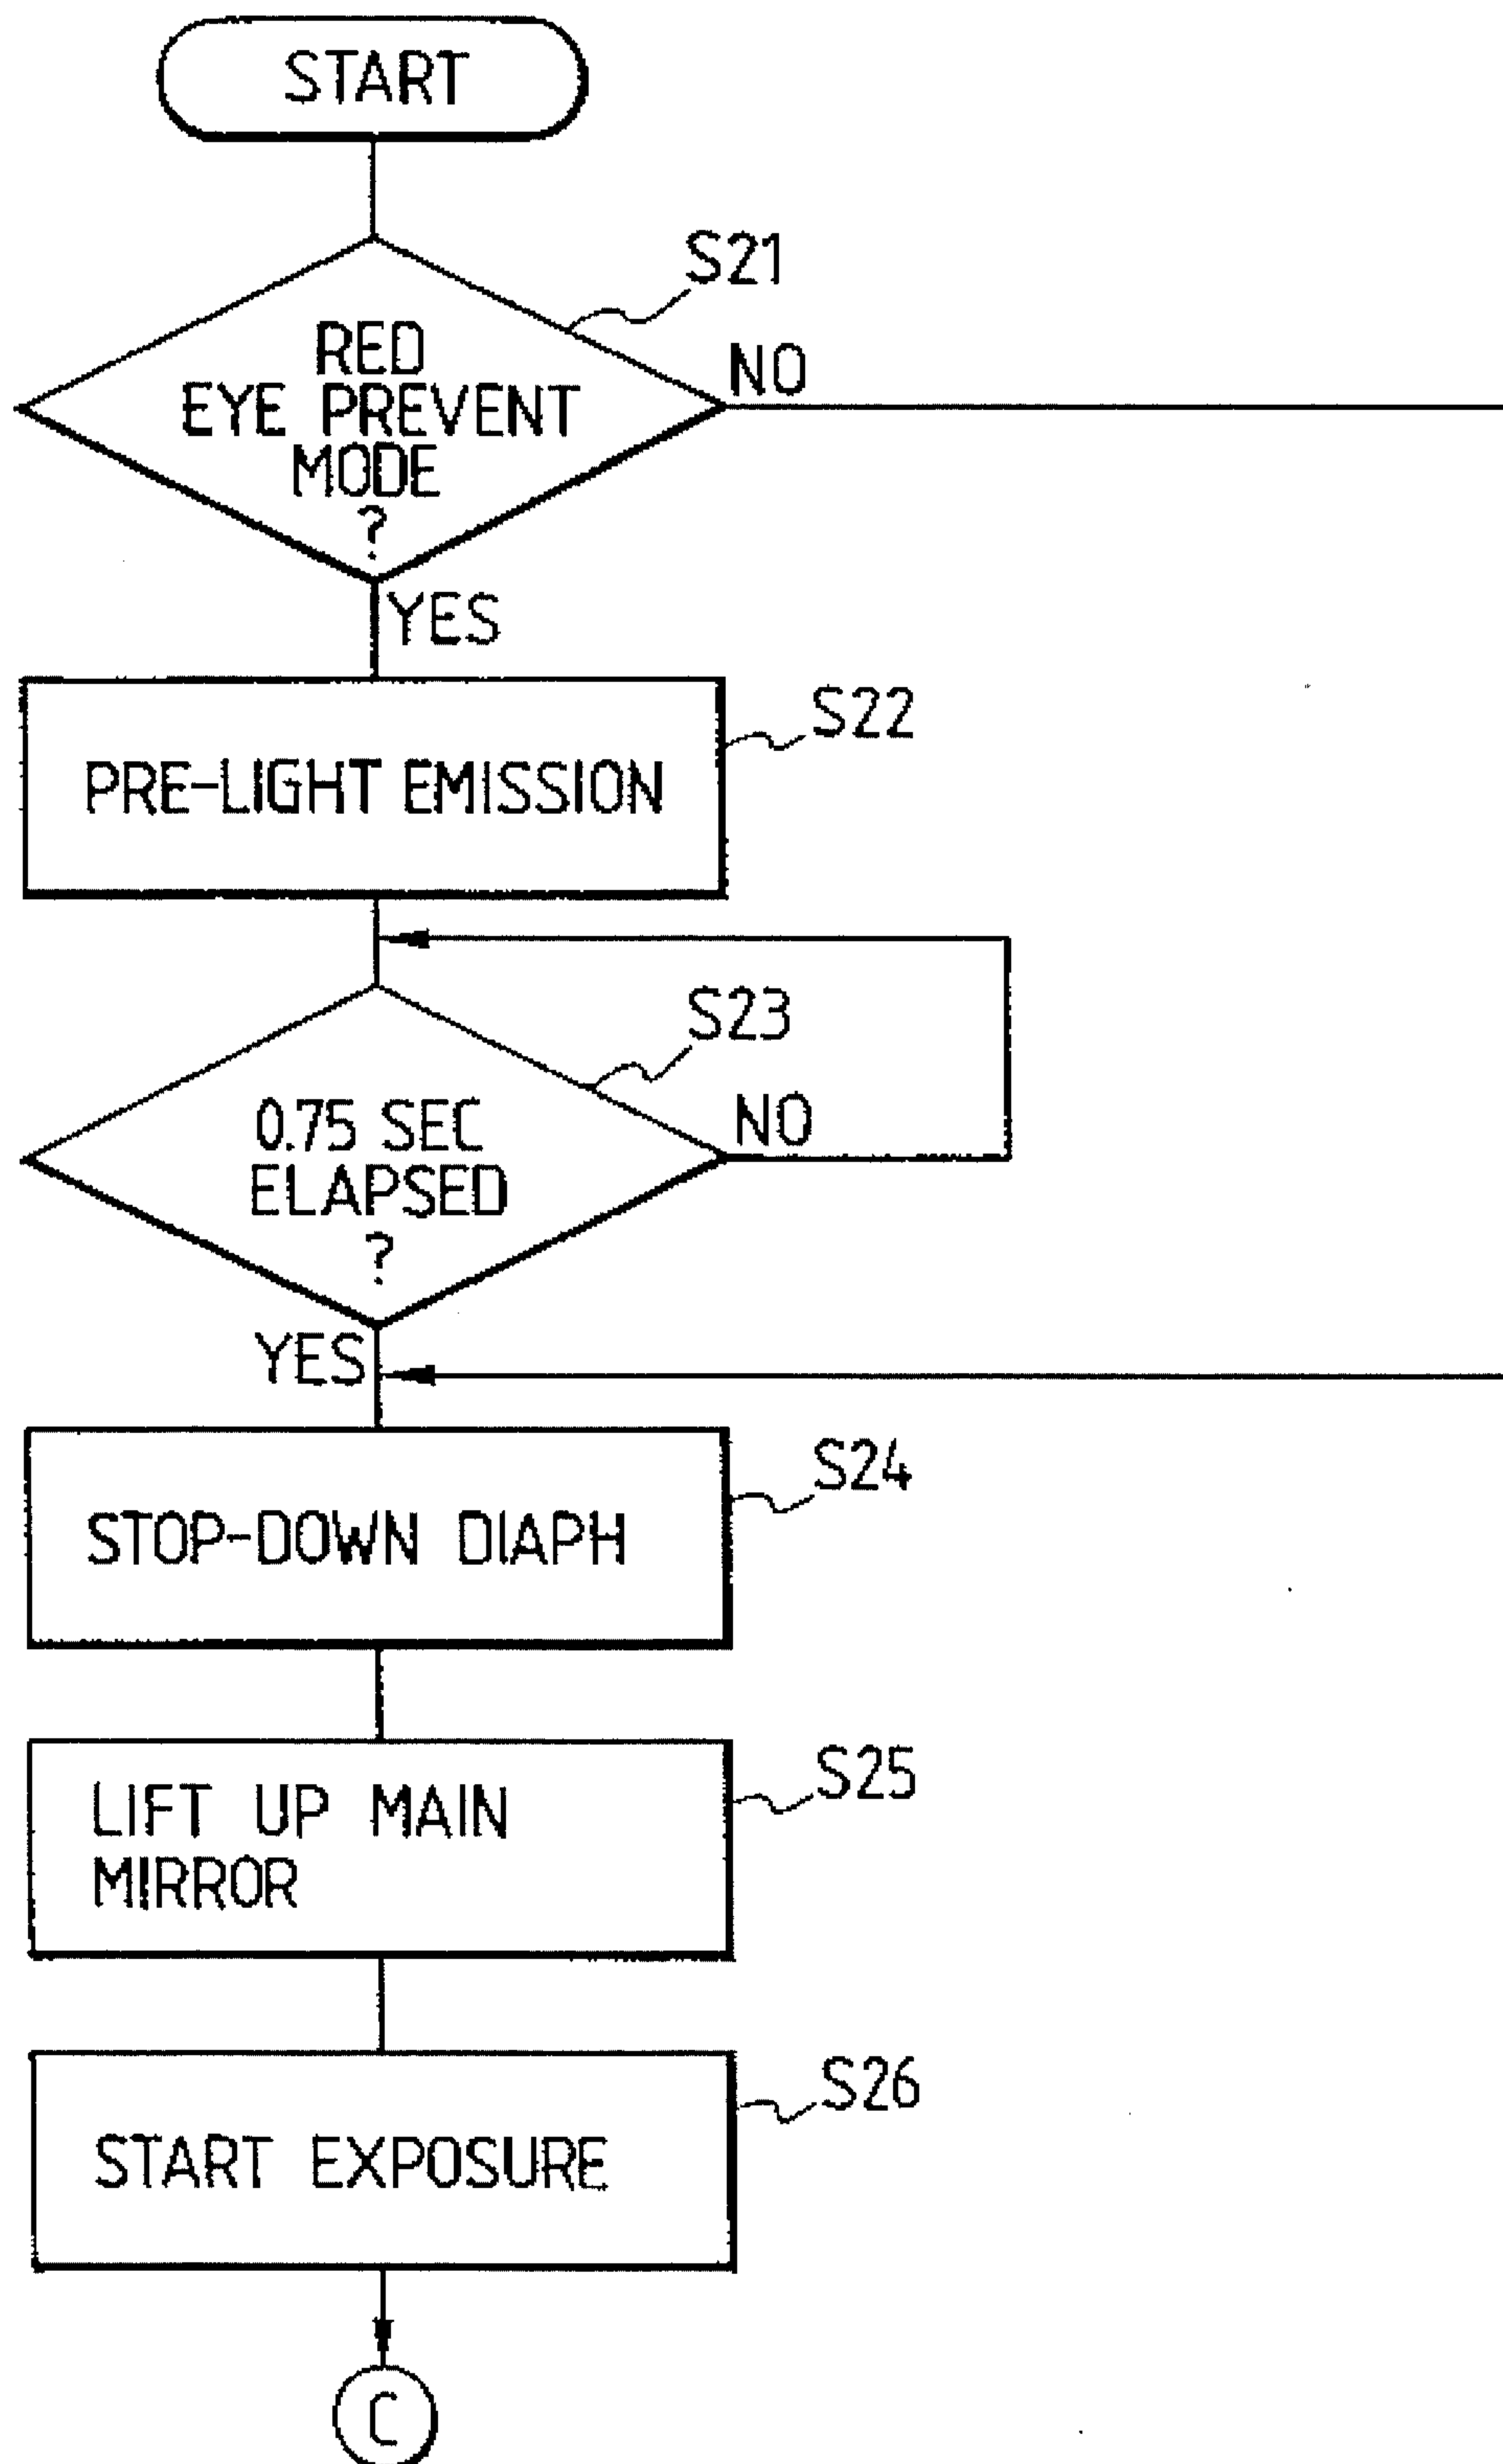 START
S21
RED
EYE PREVENT
MODE
?
NO
YES
S22
PRE-LIGHT EMISSION
S23
0.75 SEC
ELAPSED
?
NO
YES
S24
STOP-DOWN DIAPH
S25
LIFT UP MAIN
MIRROR
S26
START EXPOSURE
C